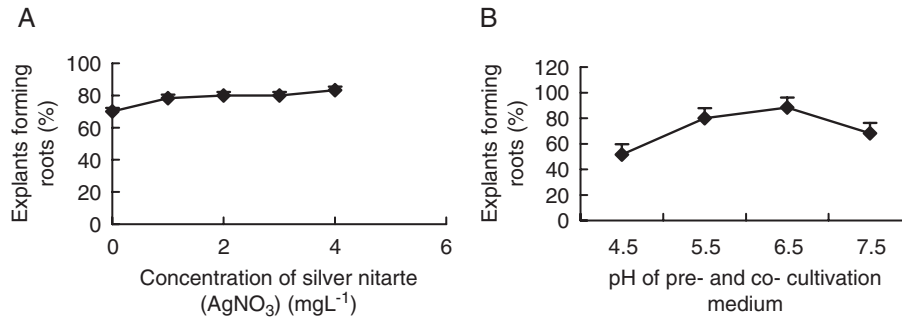 A
Explants forming
roots (%)
100
80
60
40
20
0
0
2
4
6
Concentration of silver nitarte
(AgNO₃) (mgL⁻¹)
B
Explants forming
roots (%)
120
100
80
60
40
20
0
4.5
5.5
6.5
7.5
pH of pre- and co- cultivation
medium